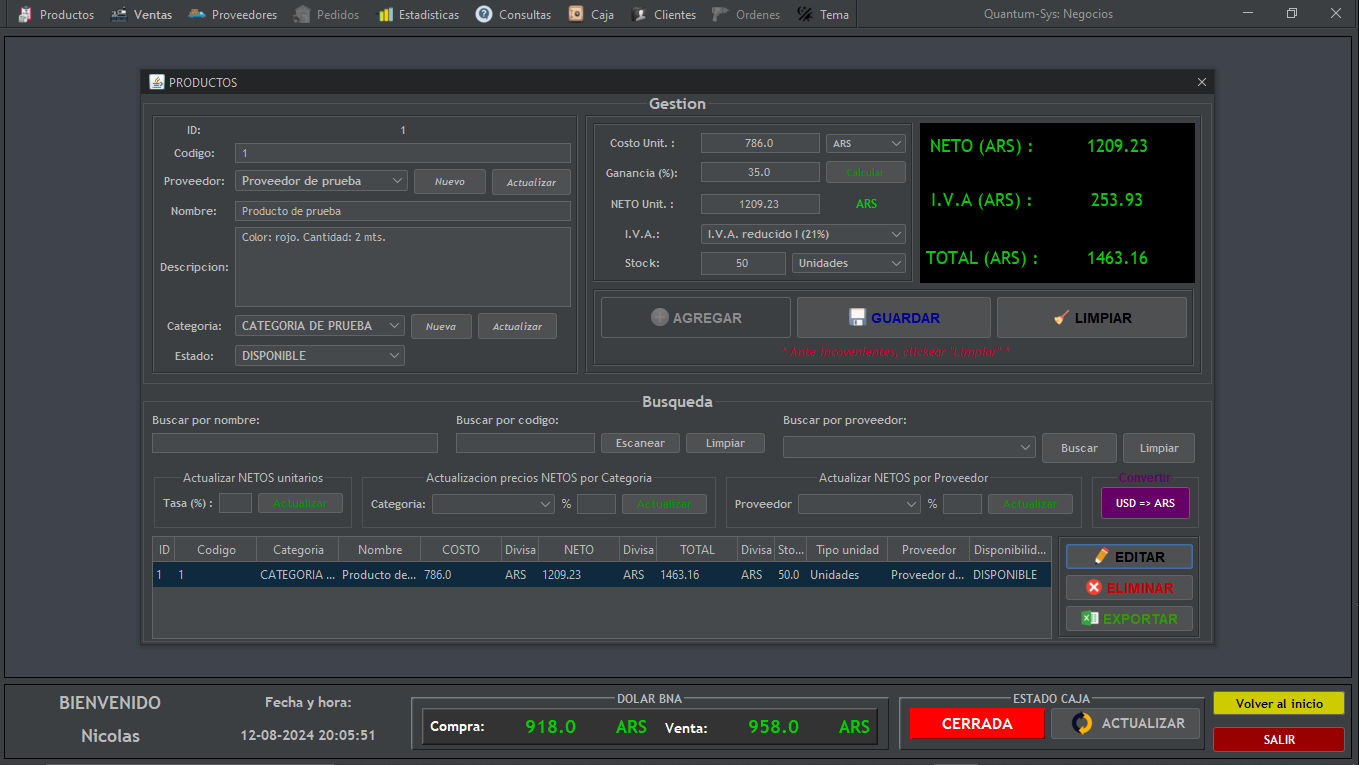 Productos Ventas Proveedores Pedidos Estadisticas Consultas Caja Clientes Ordenes Tema Quantum-Sys: Negocios
PRODUCTOS
Gestion
ID: 1
Codigo: 1
Proveedor: Proveedor de prueba Nuevo Actualizar
Nombre: Producto de prueba
Descripcion: Color: rojo. Cantidad: 2 mts.
Categoria: CATEGORIA DE PRUEBA Nueva Actualizar
Estado: DISPONIBLE
Costo Unit. : 786.0 ARS
Ganancia (%): 35.0 Calcular
NETO Unit. : 1209.23 ARS
I.V.A.: I.V.A. reducido I (21%)
Stock: 50 Unidades
NETO (ARS) : 1209.23
I.V.A (ARS) : 253.93
TOTAL (ARS) : 1463.16
AGREGAR GUARDAR LIMPIAR
* Ante incovenientes, clickear "Limpiar" *
Busqueda
Buscar por nombre: Buscar por codigo: Buscar por proveedor:
Escanear Limpiar Buscar Limpiar
Actualizar NETOS unitarios Actualizacion precios NETOS por Categoria Actualizar NETOS por Proveedor Convertir
Tasa (%) : Actualizar Categoria: % Actualizar Proveedor % Actualizar USD => ARS
ID Codigo Categoria Nombre COSTO Divisa NETO Divisa TOTAL Divisa Sto... Tipo unidad Proveedor Disponibilid...
1 1 CATEGORIA ... Producto de... 786.0 ARS 1209.23 ARS 1463.16 ARS 50.0 Unidades Proveedor d... DISPONIBLE
EDITAR
ELIMINAR
EXPORTAR
BIENVENIDO
Nicolas
Fecha y hora:
12-08-2024 20:05:51
DOLAR BNA
Compra: 918.0 ARS Venta: 958.0 ARS
ESTADO CAJA
CERRADA ACTUALIZAR
Volver al inicio
SALIR